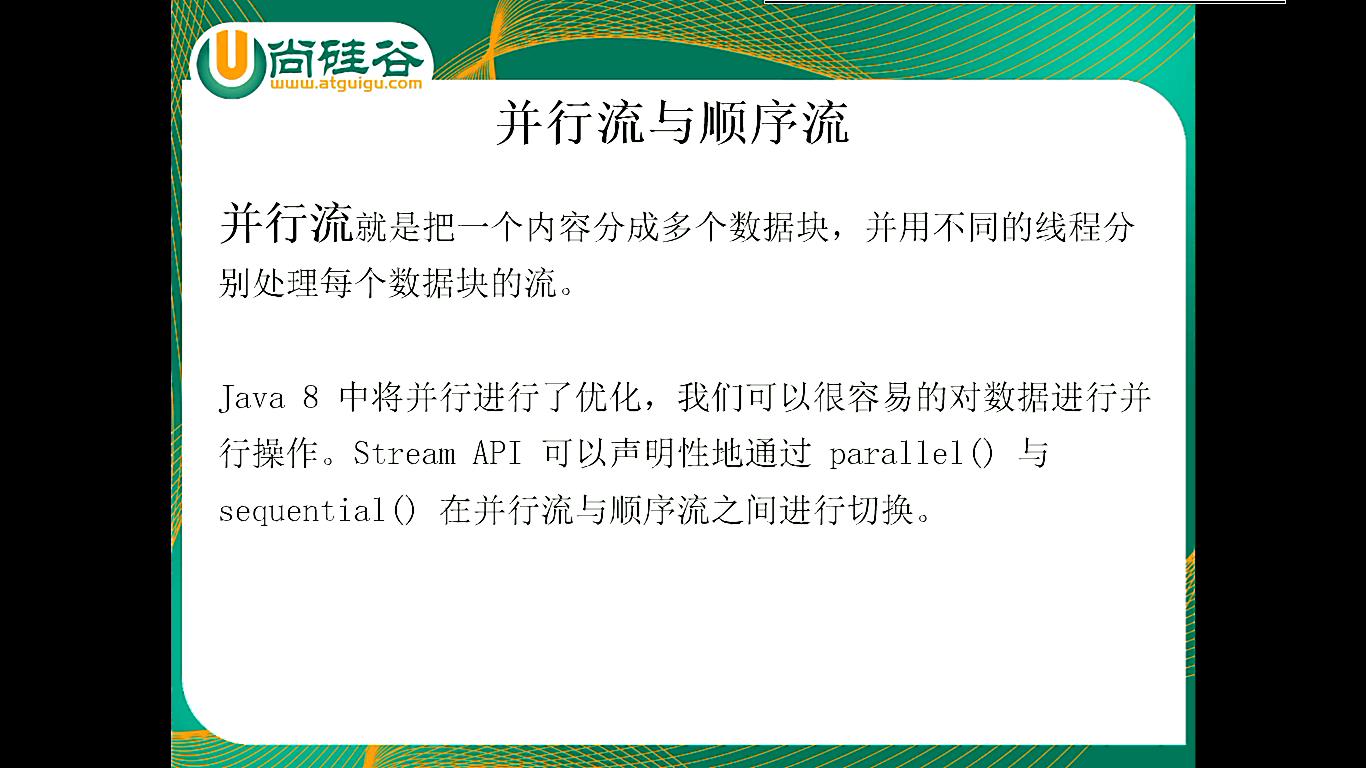 尚硅谷
www.atguigu.com
并行流与顺序流
并行流就是把一个内容分成多个数据块，并用不同的线程分
别处理每个数据块的流。
Java 8 中将并行进行了优化，我们可以很容易的对数据进行并
行操作。Stream API 可以声明性地通过 parallel() 与
sequential() 在并行流与顺序流之间进行切换。